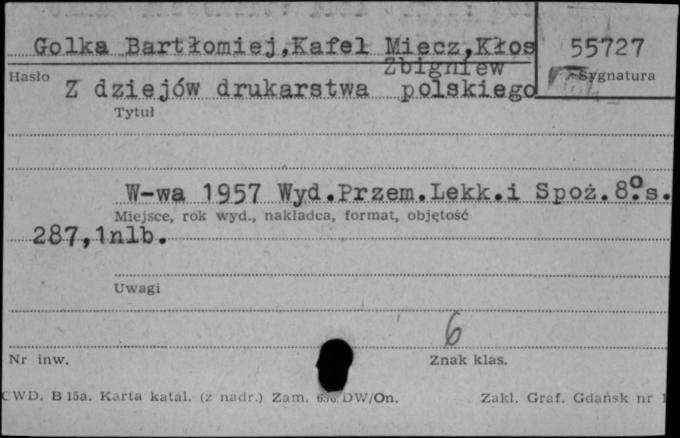 Golka Bartłomiej,Kafel Miecz,Kłos
Zbigniew
55727
Hasło
Sygnatura
Z dziejów drukarstwa polskiego
Tytuł
W-wa 1957 Wyd.Przem.Lekk.i Spoż.8°.s.
Miejsce, rok wyd., nakładca, format, objętość
287,1nlb.
Uwagi
6
Nr inw.
Znak klas.
CWD. B 15a. Karta katal. (z nadr.) Zam. DW/On.
Zakl. Graf. Gdańsk nr 1